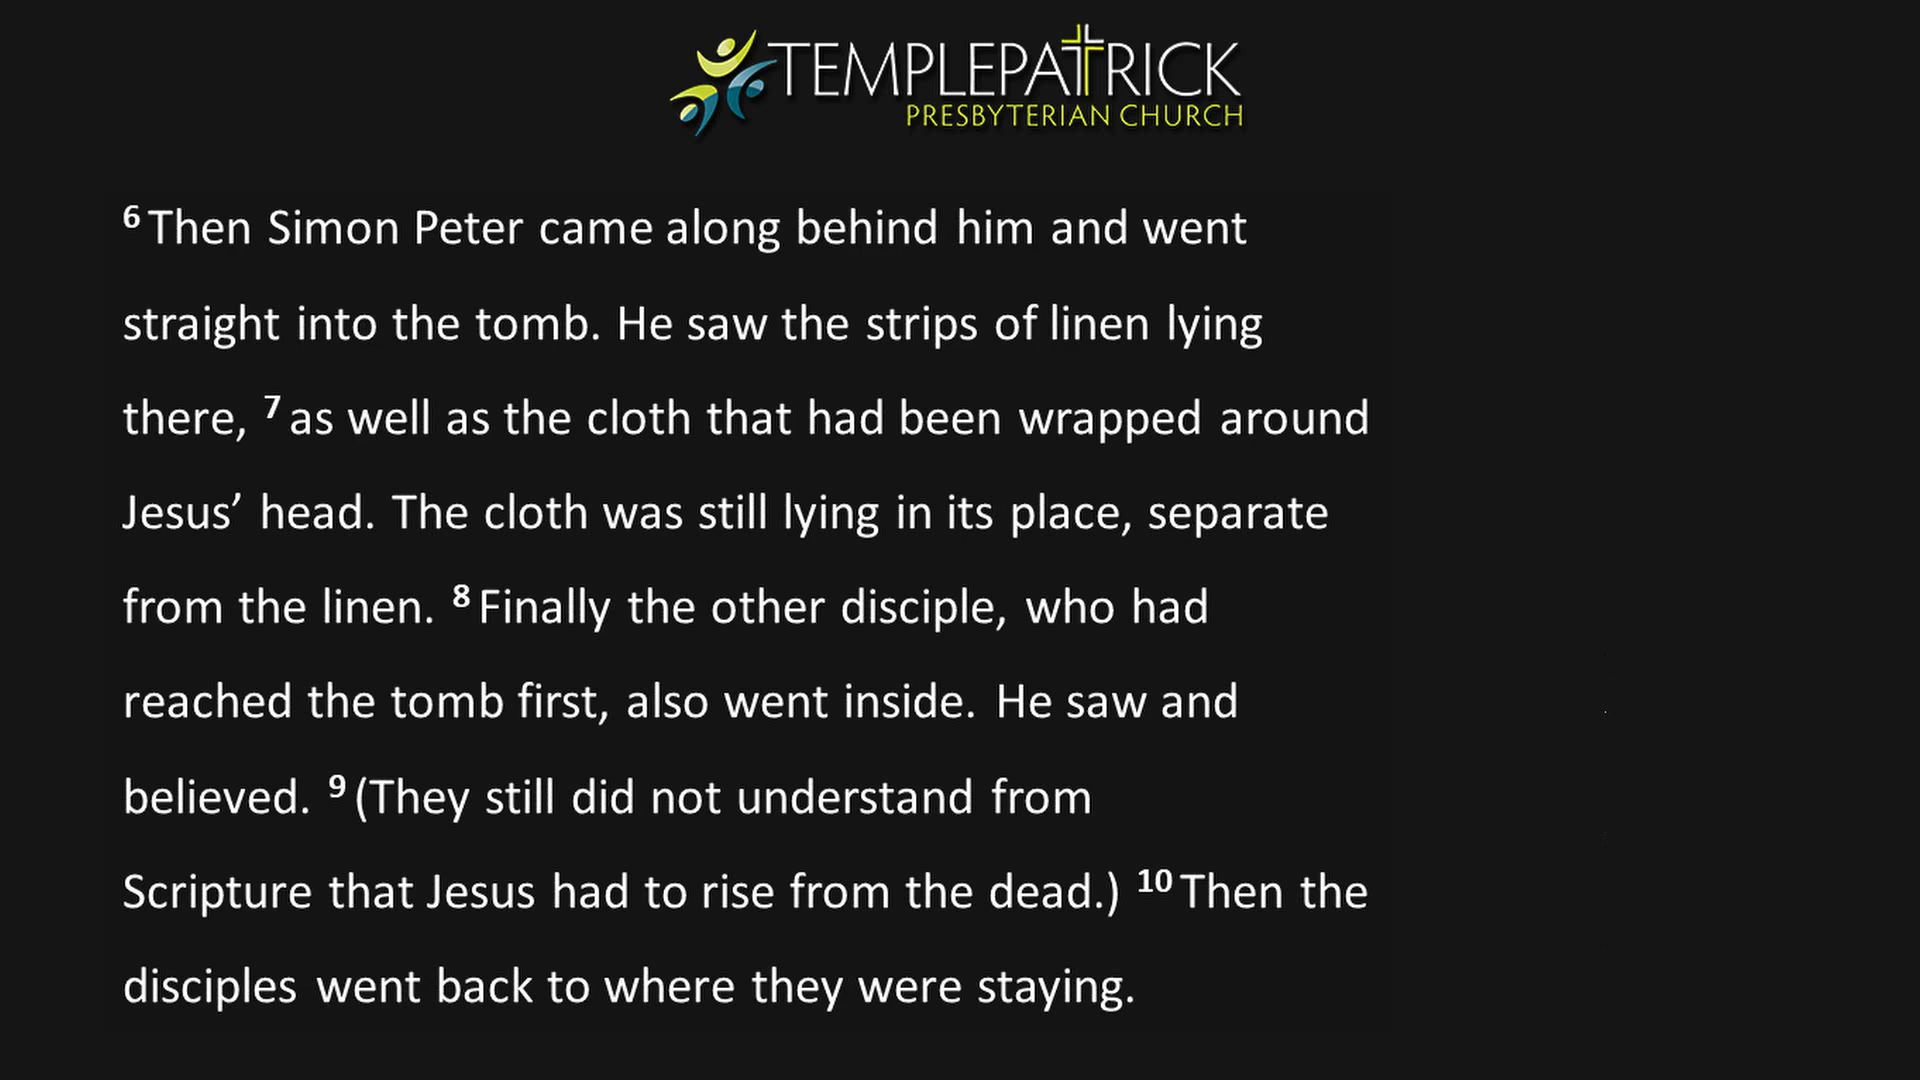 TEMPLEPATRICK
PRESBYTERIAN CHURCH
6 Then Simon Peter came along behind him and went
straight into the tomb. He saw the strips of linen lying
there, 7 as well as the cloth that had been wrapped around
Jesus’ head. The cloth was still lying in its place, separate
from the linen. 8 Finally the other disciple, who had
reached the tomb first, also went inside. He saw and
believed. 9 (They still did not understand from
Scripture that Jesus had to rise from the dead.) 10 Then the
disciples went back to where they were staying.